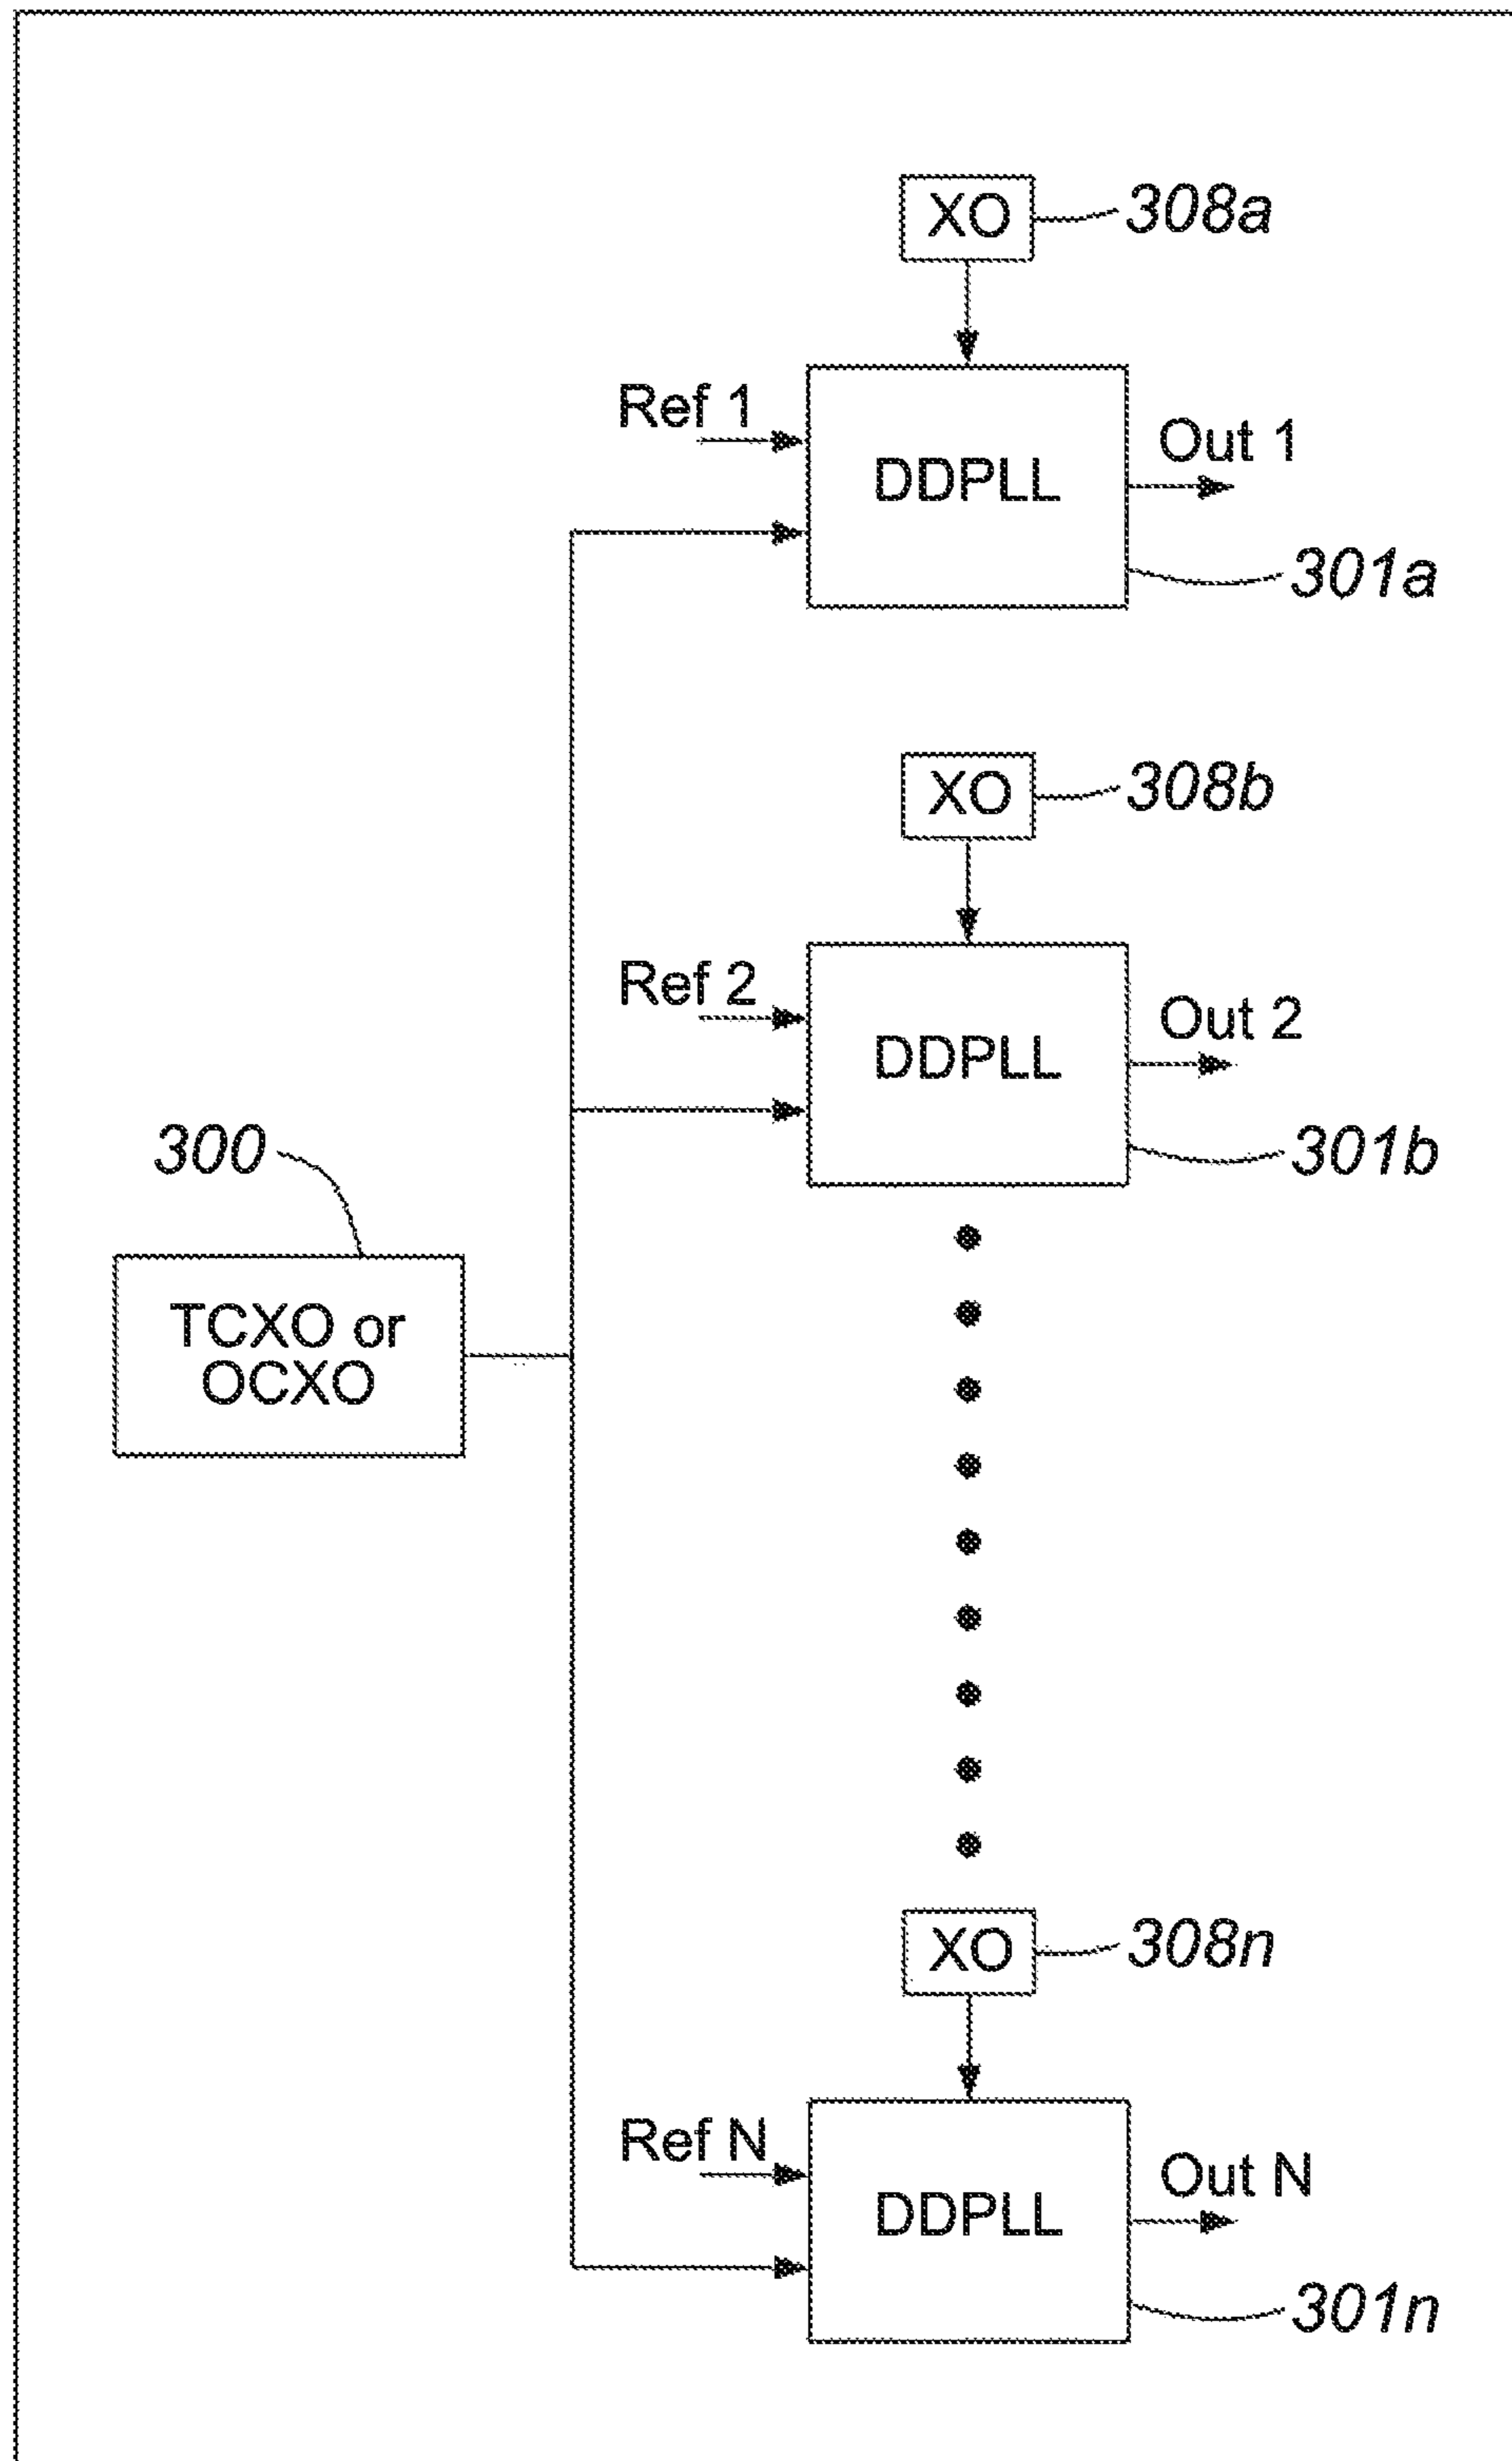 XO
308a
Ref 1
DDPLL
Out 1
301a
XO
308b
Ref 2
DDPLL
Out 2
301b
300
TCXO or
OCXO
XO
308n
Ref N
DDPLL
Out N
301n